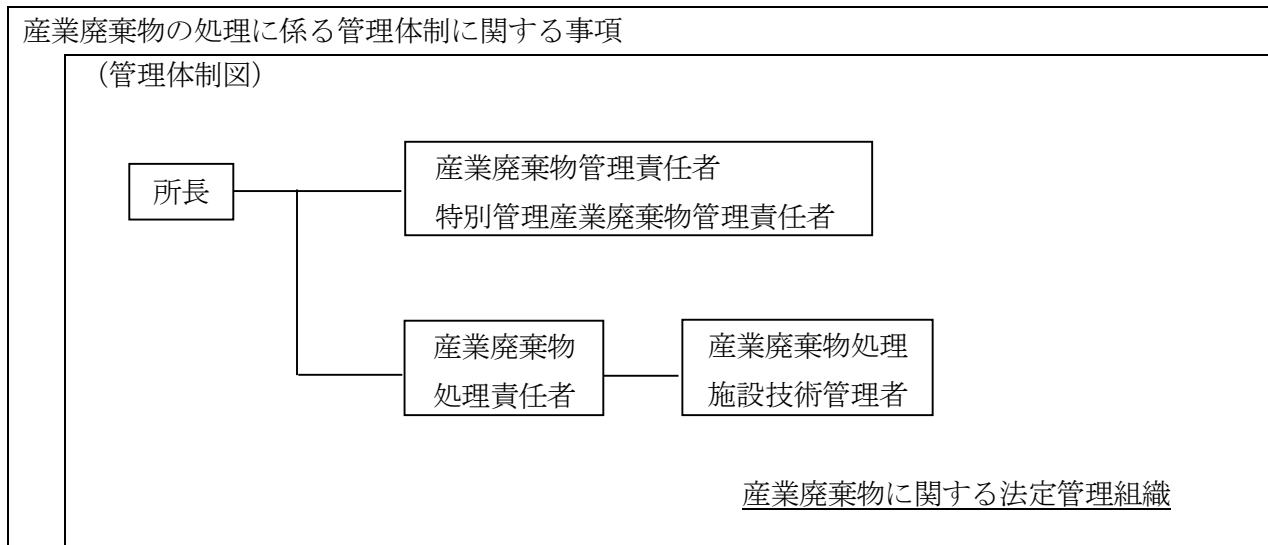 産業廃棄物の処理に係る管理体制に関する事項
（管理体制図）
所長
産業廃棄物管理責任者
特別管理産業廃棄物管理責任者
産業廃棄物
処理責任者
産業廃棄物処理
施設技術管理者
産業廃棄物に関する法定管理組織